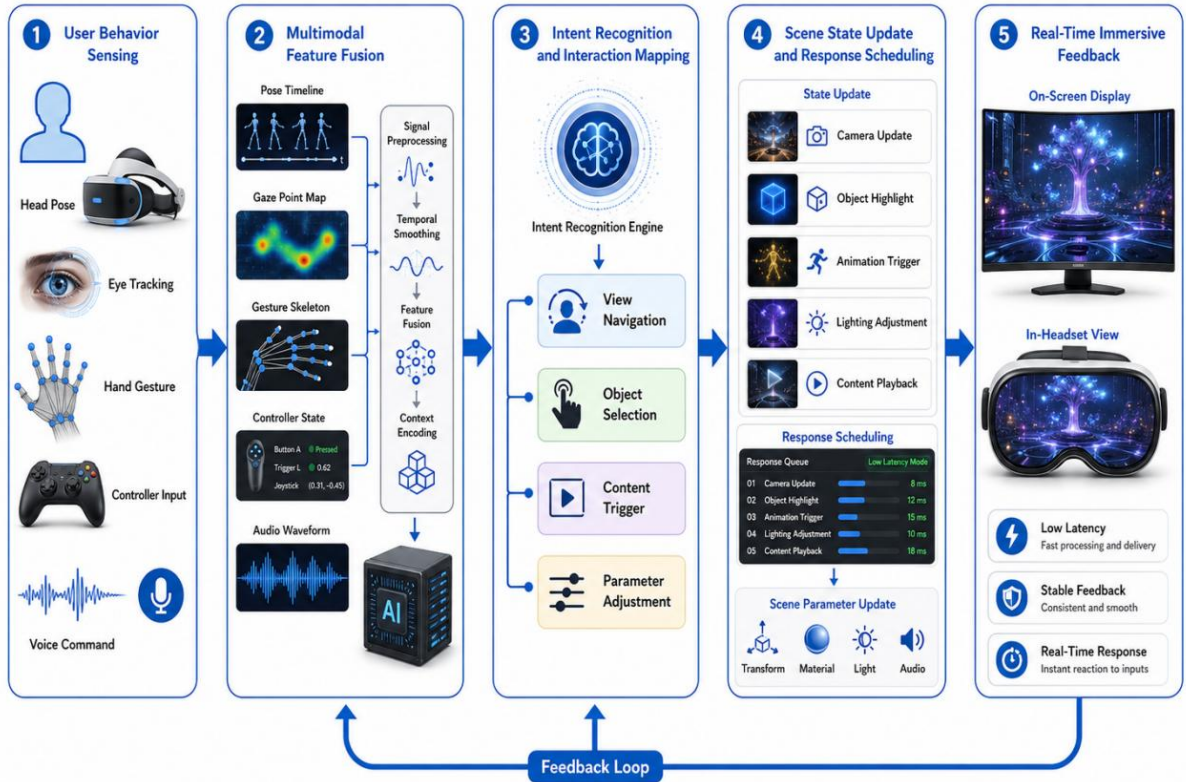 1 User Behavior
Sensing
Head Pose
Eye Tracking
Hand Gesture
Controller Input
Voice Command
2 Multimodal
Feature Fusion
Pose Timeline
t
Gaze Point Map
Gesture Skeleton
Controller State
Button A Pressed
Trigger L 0.62
Joystick (0.31, -0.45)
Audio Waveform
Signal
Preprocessing
Temporal
Smoothing
Feature
Fusion
Context
Encoding
AI
3 Intent Recognition
and Interaction Mapping
Intent Recognition Engine
View
Navigation
Object
Selection
Content
Trigger
Parameter
Adjustment
4 Scene State Update
and Response Scheduling
State Update
Camera Update
Object Highlight
Animation Trigger
Lighting Adjustment
Content Playback
Response Scheduling
Response Queue Low Latency Mode
01 Camera Update 8 ms
02 Object Highlight 12 ms
03 Animation Trigger 15 ms
04 Lighting Adjustment 10 ms
05 Content Playback 18 ms
Scene Parameter Update
Transform Material Light Audio
5 Real-Time Immersive
Feedback
On-Screen Display
In-Headset View
Low Latency
Fast processing and delivery
Stable Feedback
Consistent and smooth
Real-Time Response
Instant reaction to inputs
Feedback Loop